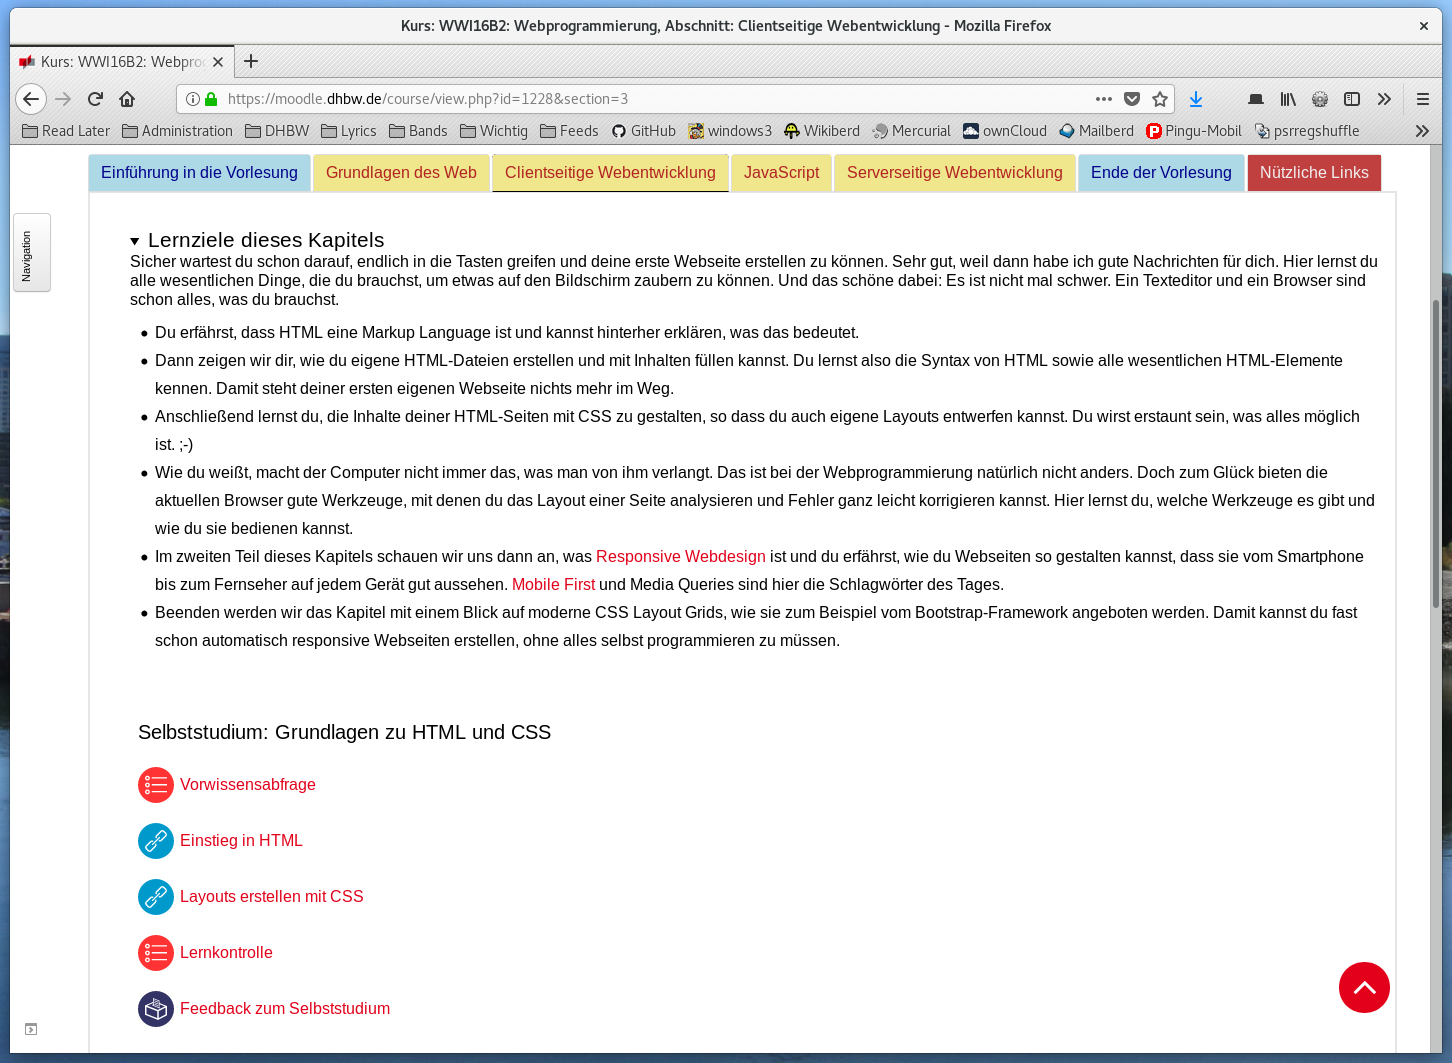 Kurs: WWI16B2: Webprogrammierung, Abschnitt: Clientseitige Webentwicklung - Mozilla Firefox
Kurs: WWI16B2: Webpro
https://moodle.dhbw.de/course/view.php?id=1228&section=3
Read Later Administration DHBW Lyrics Bands Wichtig Feeds GitHub windows3 Wikiberd Mercurial ownCloud Mailberd Pingu-Mobil psrregshuffle
Einführung in die Vorlesung Grundlagen des Web Clientseitige Webentwicklung JavaScript Serverseitige Webentwicklung Ende der Vorlesung Nützliche Links
Navigation
Lernziele dieses Kapitels
Sicher wartest du schon darauf, endlich in die Tasten greifen und deine erste Webseite erstellen zu können. Sehr gut, weil dann habe ich gute Nachrichten für dich. Hier lernst du
alle wesentlichen Dinge, die du brauchst, um etwas auf den Bildschirm zaubern zu können. Und das schöne dabei: Es ist nicht mal schwer. Ein Texteditor und ein Browser sind
schon alles, was du brauchst.
• Du erfährst, dass HTML eine Markup Language ist und kannst hinterher erklären, was das bedeutet.
• Dann zeigen wir dir, wie du eigene HTML-Dateien erstellen und mit Inhalten füllen kannst. Du lernst also die Syntax von HTML sowie alle wesentlichen HTML-Elemente
kennen. Damit steht deiner ersten eigenen Webseite nichts mehr im Weg.
• Anschließend lernst du, die Inhalte deiner HTML-Seiten mit CSS zu gestalten, so dass du auch eigene Layouts entwerfen kannst. Du wirst erstaunt sein, was alles möglich
ist. ;-)
• Wie du weißt, macht der Computer nicht immer das, was man von ihm verlangt. Das ist bei der Webprogrammierung natürlich nicht anders. Doch zum Glück bieten die
aktuellen Browser gute Werkzeuge, mit denen du das Layout einer Seite analysieren und Fehler ganz leicht korrigieren kannst. Hier lernst du, welche Werkzeuge es gibt und
wie du sie bedienen kannst.
• Im zweiten Teil dieses Kapitels schauen wir uns dann an, was Responsive Webdesign ist und du erfährst, wie du Webseiten so gestalten kannst, dass sie vom Smartphone
bis zum Fernseher auf jedem Gerät gut aussehen. Mobile First und Media Queries sind hier die Schlagwörter des Tages.
• Beenden werden wir das Kapitel mit einem Blick auf moderne CSS Layout Grids, wie sie zum Beispiel vom Bootstrap-Framework angeboten werden. Damit kannst du fast
schon automatisch responsive Webseiten erstellen, ohne alles selbst programmieren zu müssen.
Selbststudium: Grundlagen zu HTML und CSS
Vorwissensabfrage
Einstieg in HTML
Layouts erstellen mit CSS
Lernkontrolle
Feedback zum Selbststudium